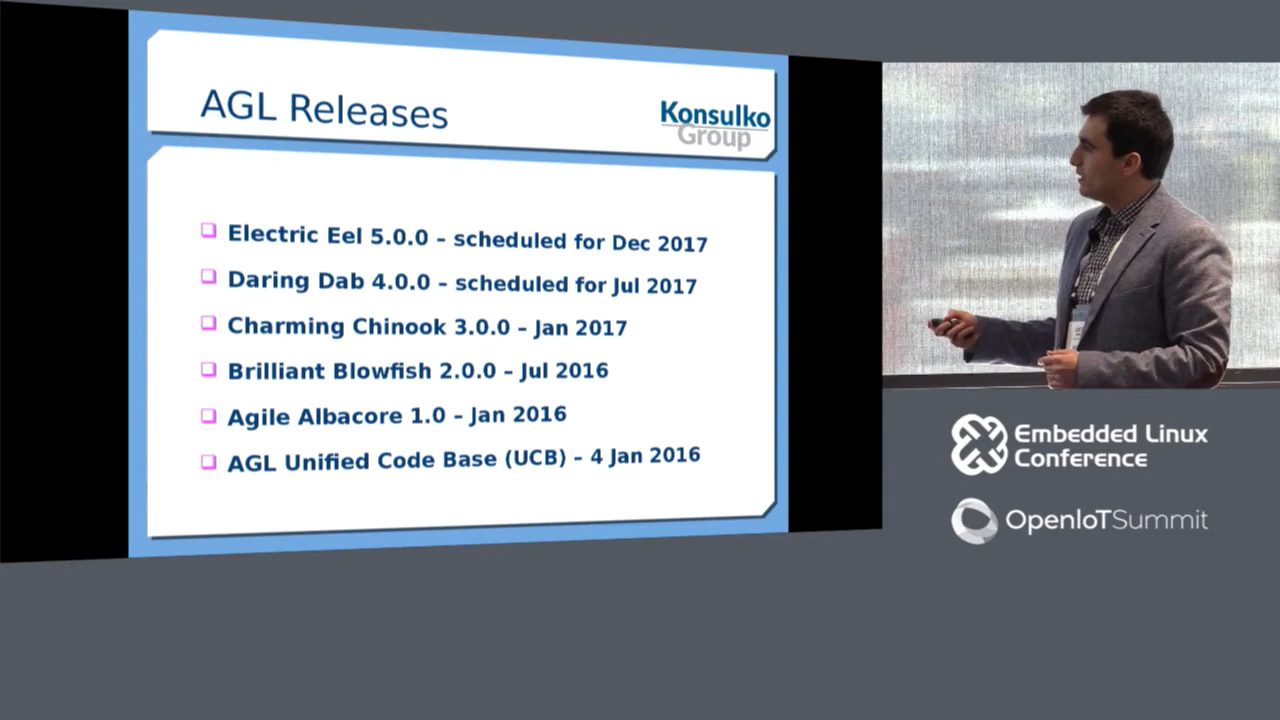 AGL Releases
Konsulko
Group
Electric Eel 5.0.0 – scheduled for Dec 2017
Daring Dab 4.0.0 – scheduled for Jul 2017
Charming Chinook 3.0.0 – Jan 2017
Brilliant Blowfish 2.0.0 – Jul 2016
Agile Albacore 1.0 – Jan 2016
AGL Unified Code Base (UCB) – 4 Jan 2016
Embedded Linux
Conference
OpenIoTSummit